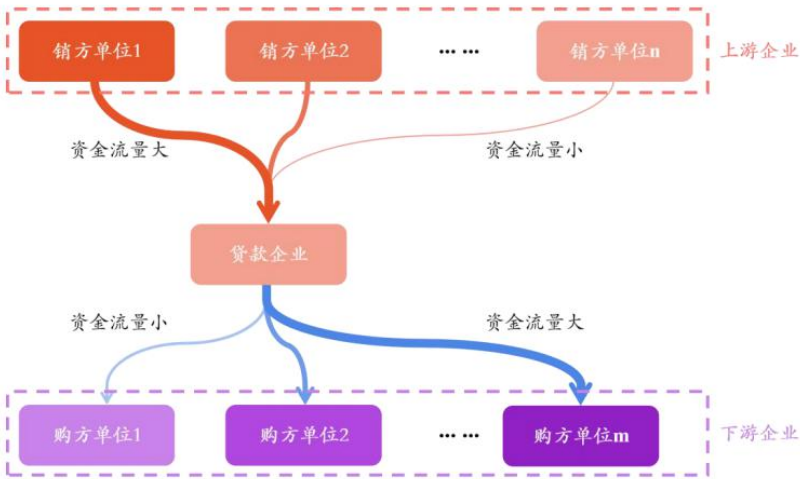 销方单位1
销方单位2
... ...
销方单位n
上游企业
资金流量大
资金流量小
贷款企业
资金流量小
资金流量大
购方单位1
购方单位2
... ...
购方单位m
下游企业